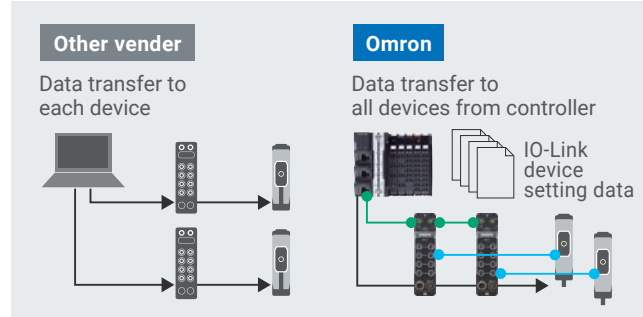 Other vender
Data transfer to
each device
Omron
Data transfer to
all devices from controller
IO-Link
device
setting data